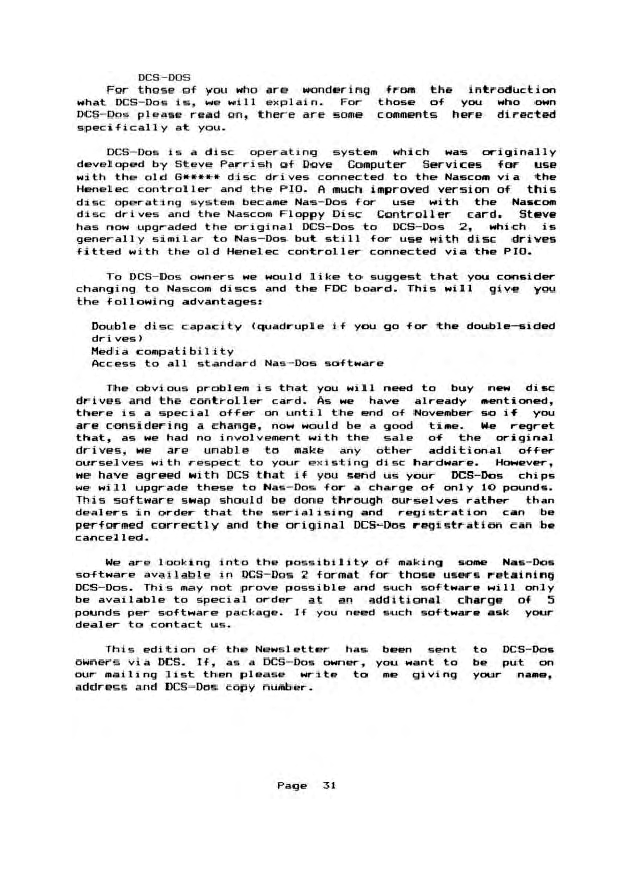 DCS-DOS
For those of you who are wondering from the introduction
what DCS-Dos is, we will explain. For those of you who own
DCS-Dos please read on, there are some comments here directed
specifically at you.
DCS-Dos is a disc operating system which was originally
developed by Steve Parrish of Dove Computer Services for use
with the old G***** disc drives connected to the Nascom via the
Henelec controller and the PIO. A much improved version of this
disc operating system became Nas-Dos for use with the Nascom
disc drives and the Nascom Floppy Disc Controller card. Steve
has now upgraded the original DCS-Dos to DCS-Dos 2, which is
generally similar to Nas-Dos but still for use with disc drives
fitted with the old Henelec controller connected via the PIO.
To DCS-Dos owners we would like to suggest that you consider
changing to Nascom discs and the FDC board. This will give you
the following advantages:
Double disc capacity (quadruple if you go for the double-sided
drives)
Media compatibility
Access to all standard Nas-Dos software
The obvious problem is that you will need to buy new disc
drives and the controller card. As we have already mentioned,
there is a special offer on until the end of November so if you
are considering a change, now would be a good time. We regret
that, as we had no involvement with the sale of the original
drives, we are unable to make any other additional offer
ourselves with respect to your existing disc hardware. However,
we have agreed with DCS that if you send us your DCS-Dos chips
we will upgrade these to Nas-Dos for a charge of only 10 pounds.
This software swap should be done through ourselves rather than
dealers in order that the serialising and registration can be
performed correctly and the original DCS-Dos registration can be
cancelled.
We are looking into the possibility of making some Nas-Dos
software available in DCS-Dos 2 format for those users retaining
DCS-Dos. This may not prove possible and such software will only
be available to special order at an additional charge of 5
pounds per software package. If you need such software ask your
dealer to contact us.
This edition of the Newsletter has been sent to DCS-Dos
owners via DCS. If, as a DCS-Dos owner, you want to be put on
our mailing list then please write to me giving your name,
address and DCS-Dos copy number.
Page 31